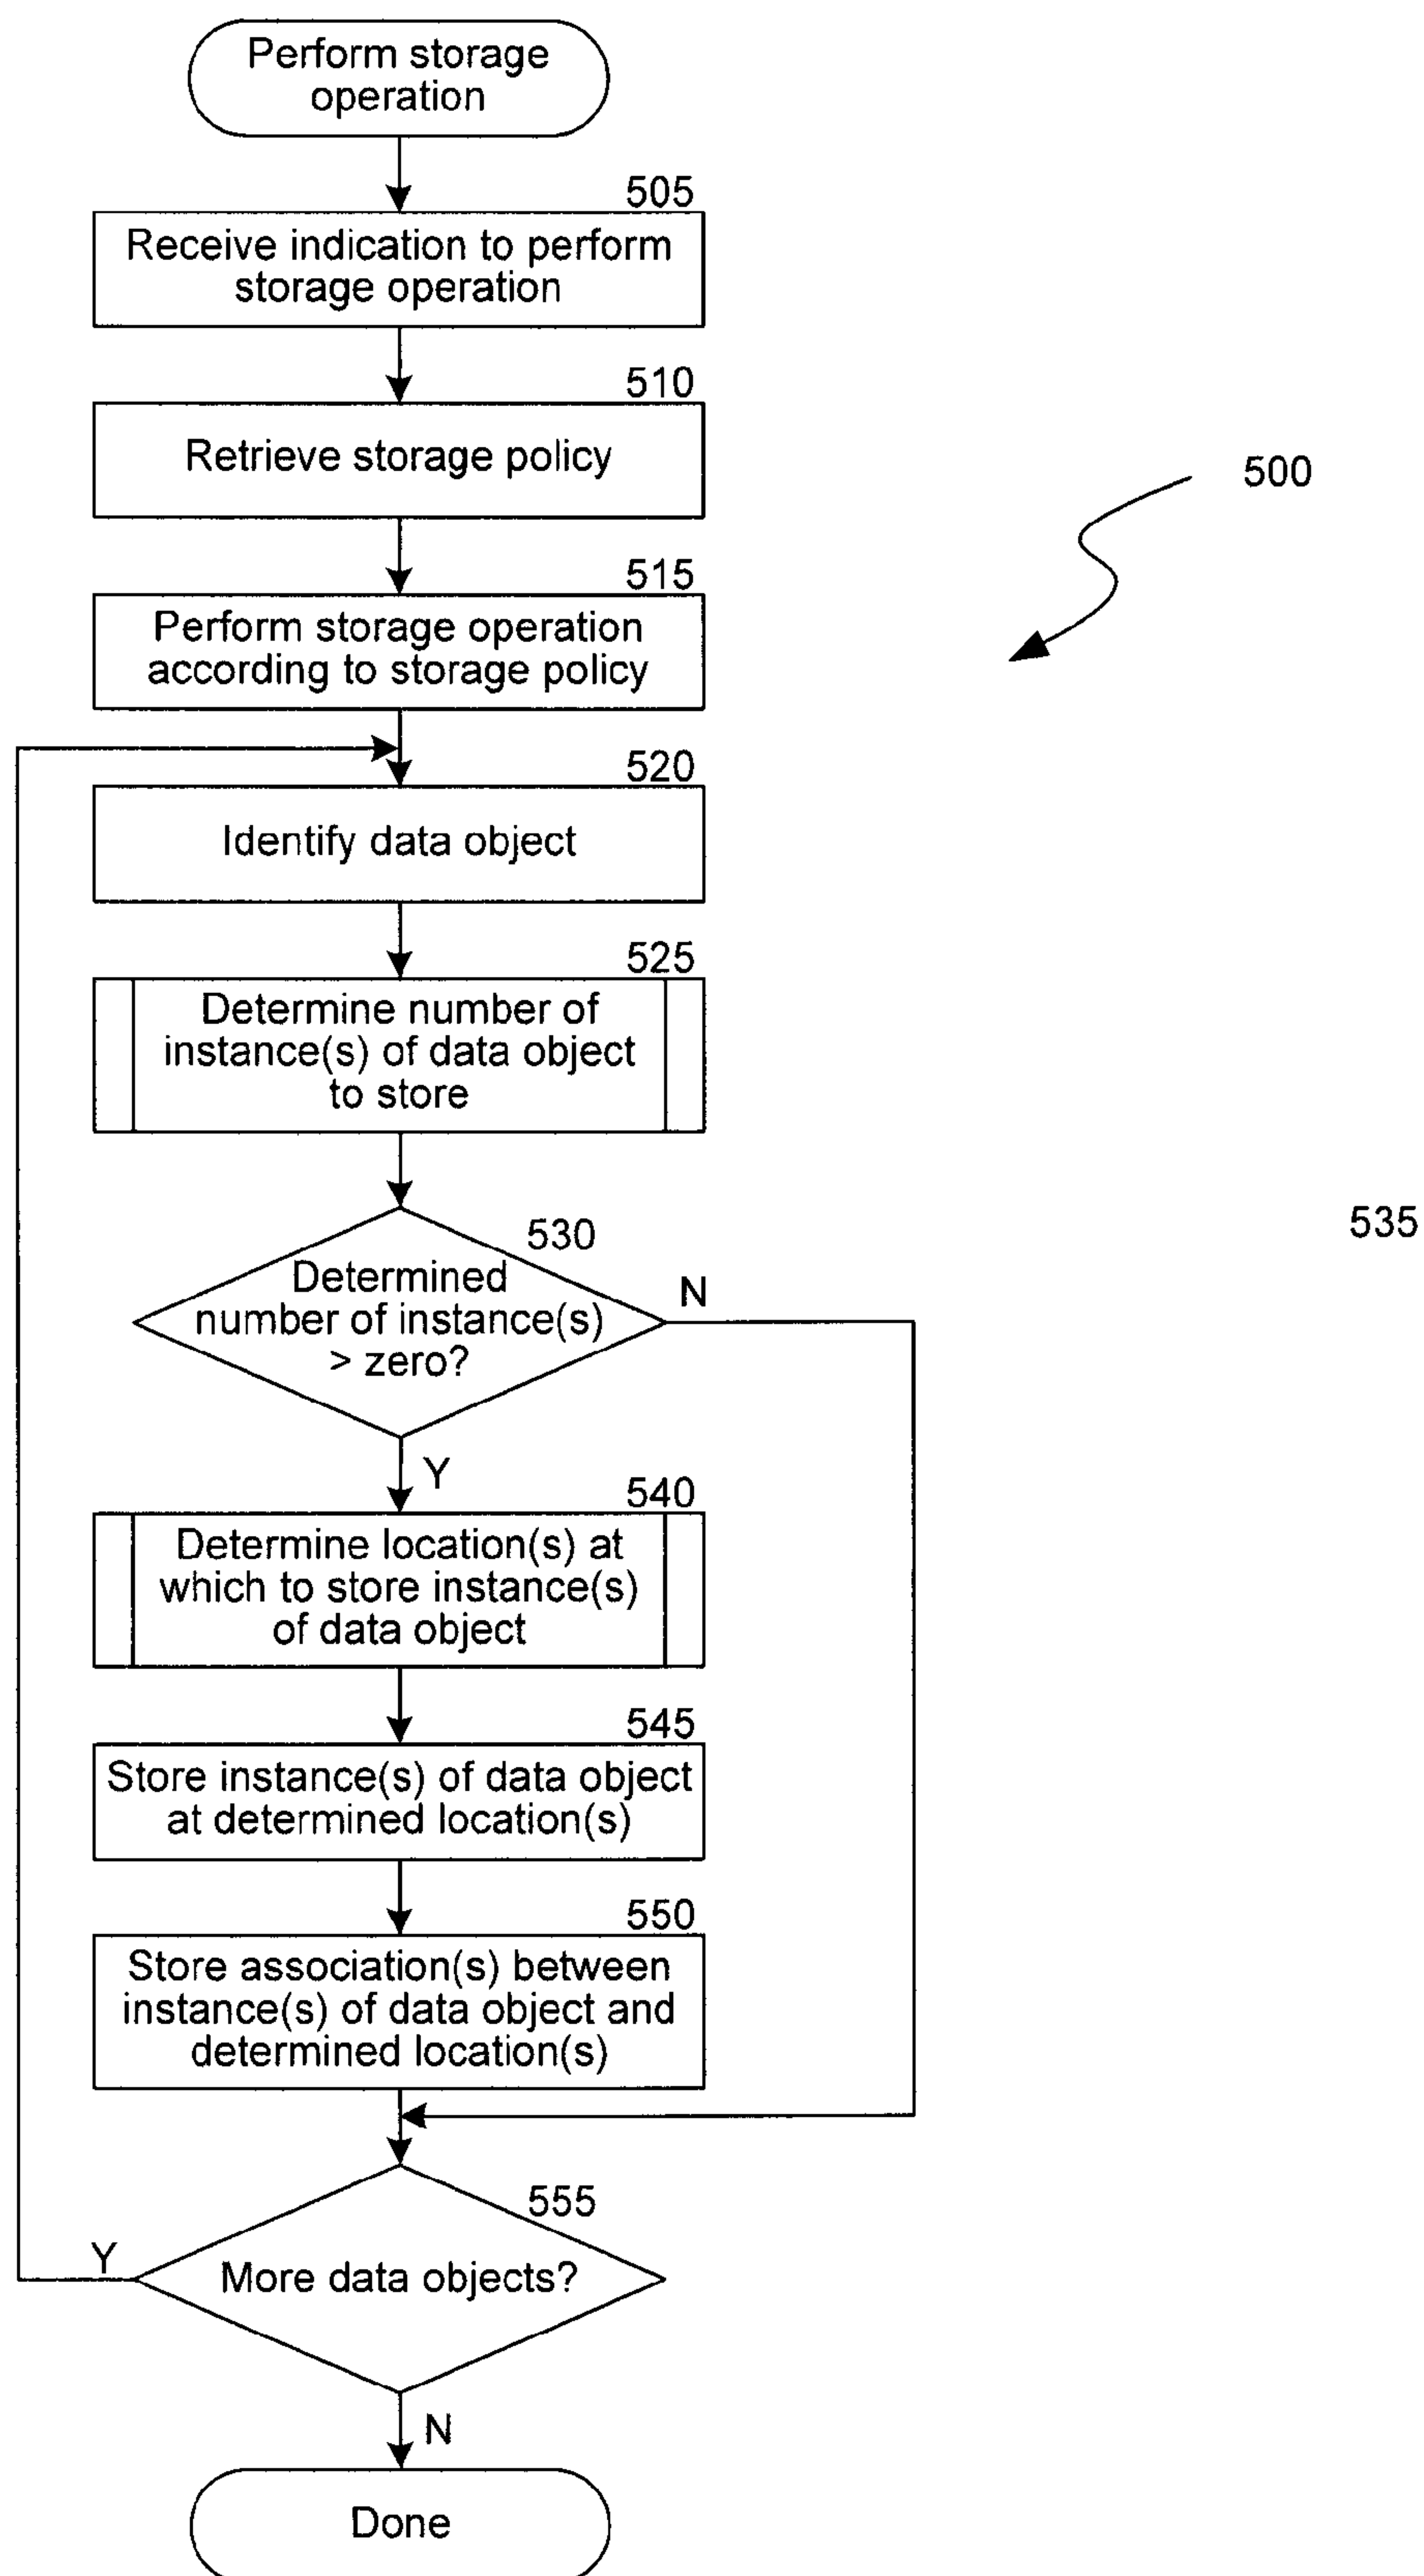 Perform storage
operation
505
Receive indication to perform
storage operation
510
Retrieve storage policy
500
515
Perform storage operation
according to storage policy
520
Identify data object
525
Determine number of
instance(s) of data object
to store
535
530
Determined
number of instance(s)
> zero?
N
Y
540
Determine location(s) at
which to store instance(s)
of data object
545
Store instance(s) of data object
at determined location(s)
550
Store association(s) between
instance(s) of data object and
determined location(s)
555
Y
More data objects?
N
Done